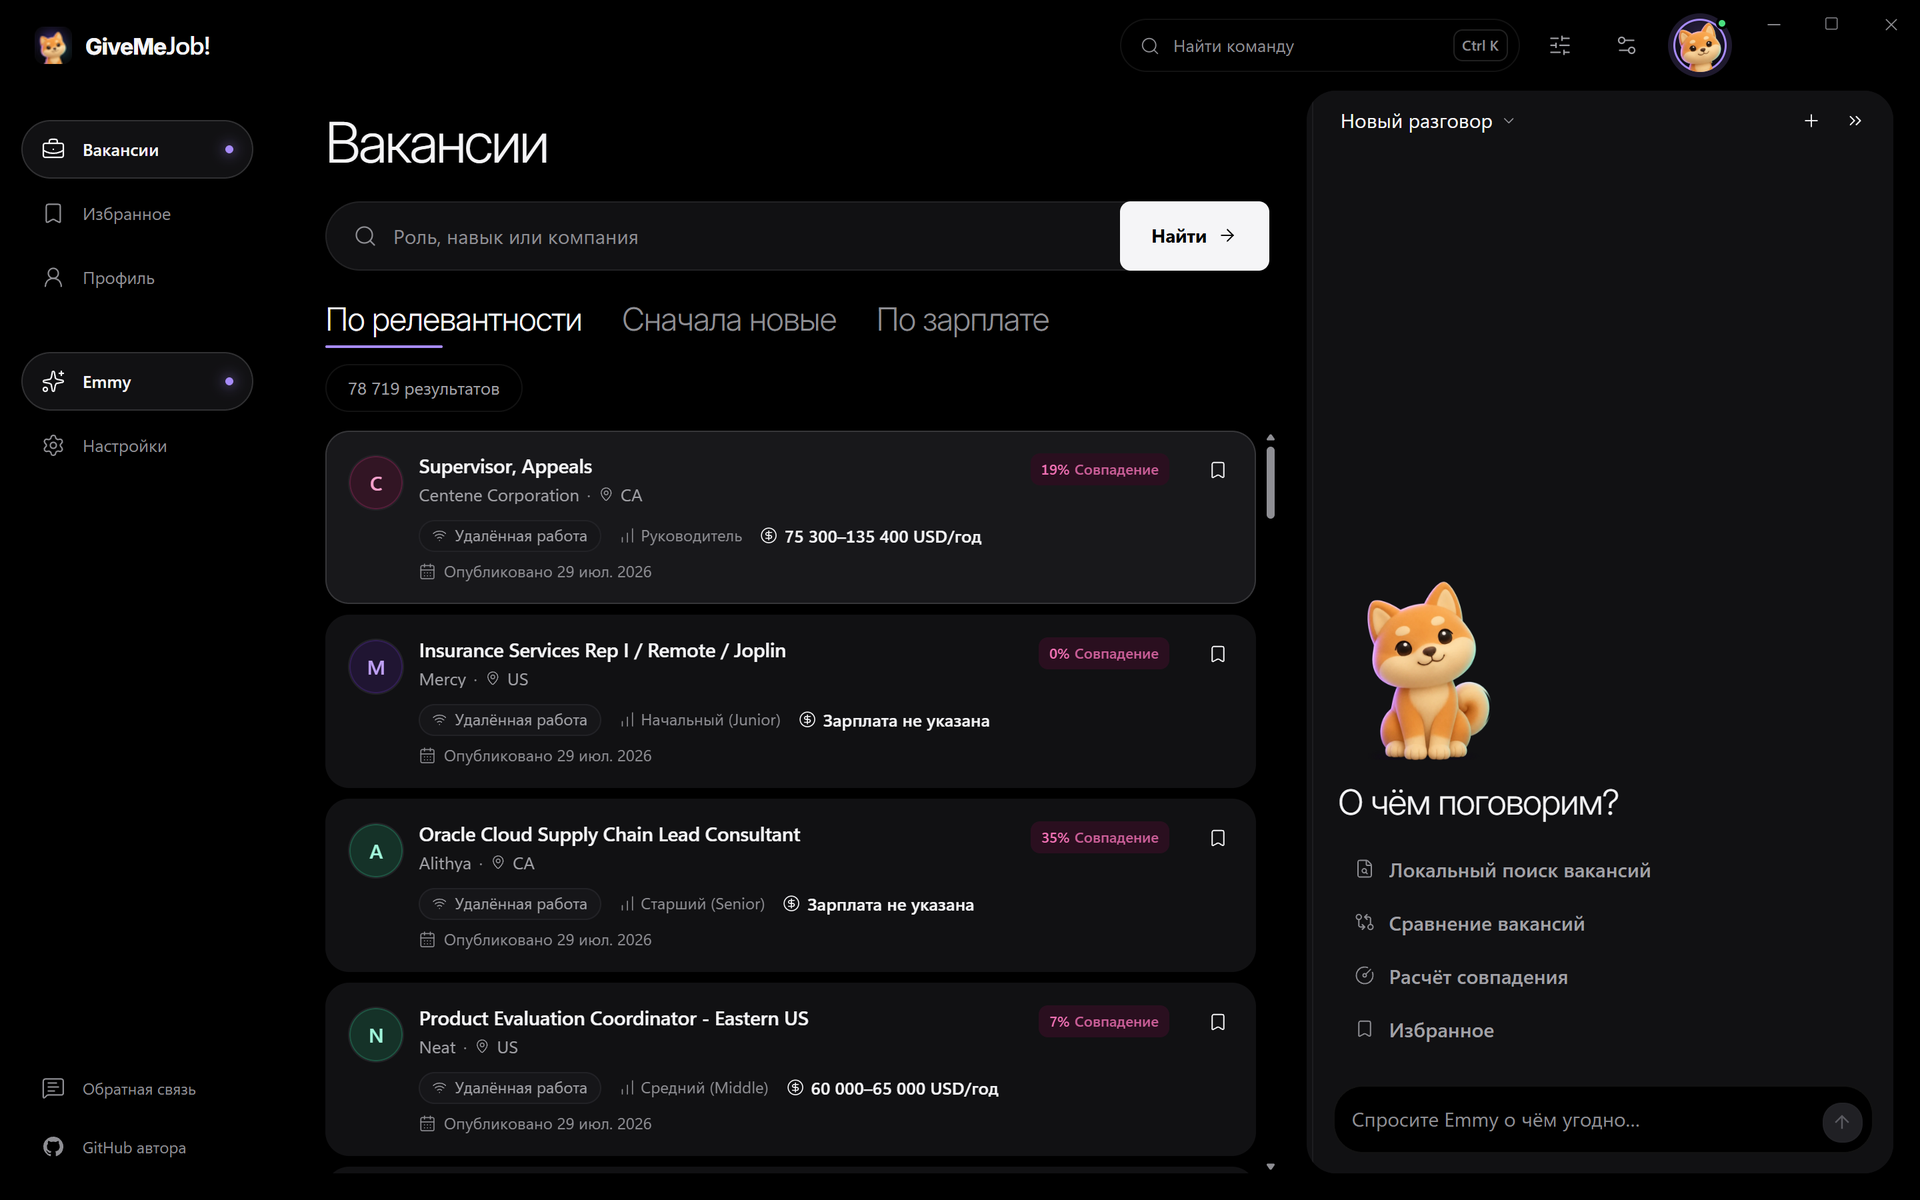 GiveMeJob!
Найти команду
Ctrl K
Вакансии
Избранное
Профиль
Emmy
Настройки
Обратная связь
GitHub автора
Вакансии
Роль, навык или компания
Найти
По релевантности
Сначала новые
По зарплате
78 719 результатов
C
Supervisor, Appeals
19% Совпадение
Centene Corporation · CA
Удалённая работа
Руководитель
75 300–135 400 USD/год
Опубликовано 29 июл. 2026
M
Insurance Services Rep I / Remote / Joplin
0% Совпадение
Mercy · US
Удалённая работа
Начальный (Junior)
Зарплата не указана
Опубликовано 29 июл. 2026
A
Oracle Cloud Supply Chain Lead Consultant
35% Совпадение
Alithya · CA
Удалённая работа
Старший (Senior)
Зарплата не указана
Опубликовано 29 июл. 2026
N
Product Evaluation Coordinator - Eastern US
7% Совпадение
Neat · US
Удалённая работа
Средний (Middle)
60 000–65 000 USD/год
Опубликовано 29 июл. 2026
Новый разговор
О чём поговорим?
Локальный поиск вакансий
Сравнение вакансий
Расчёт совпадения
Избранное
Спросите Emmy о чём угодно...